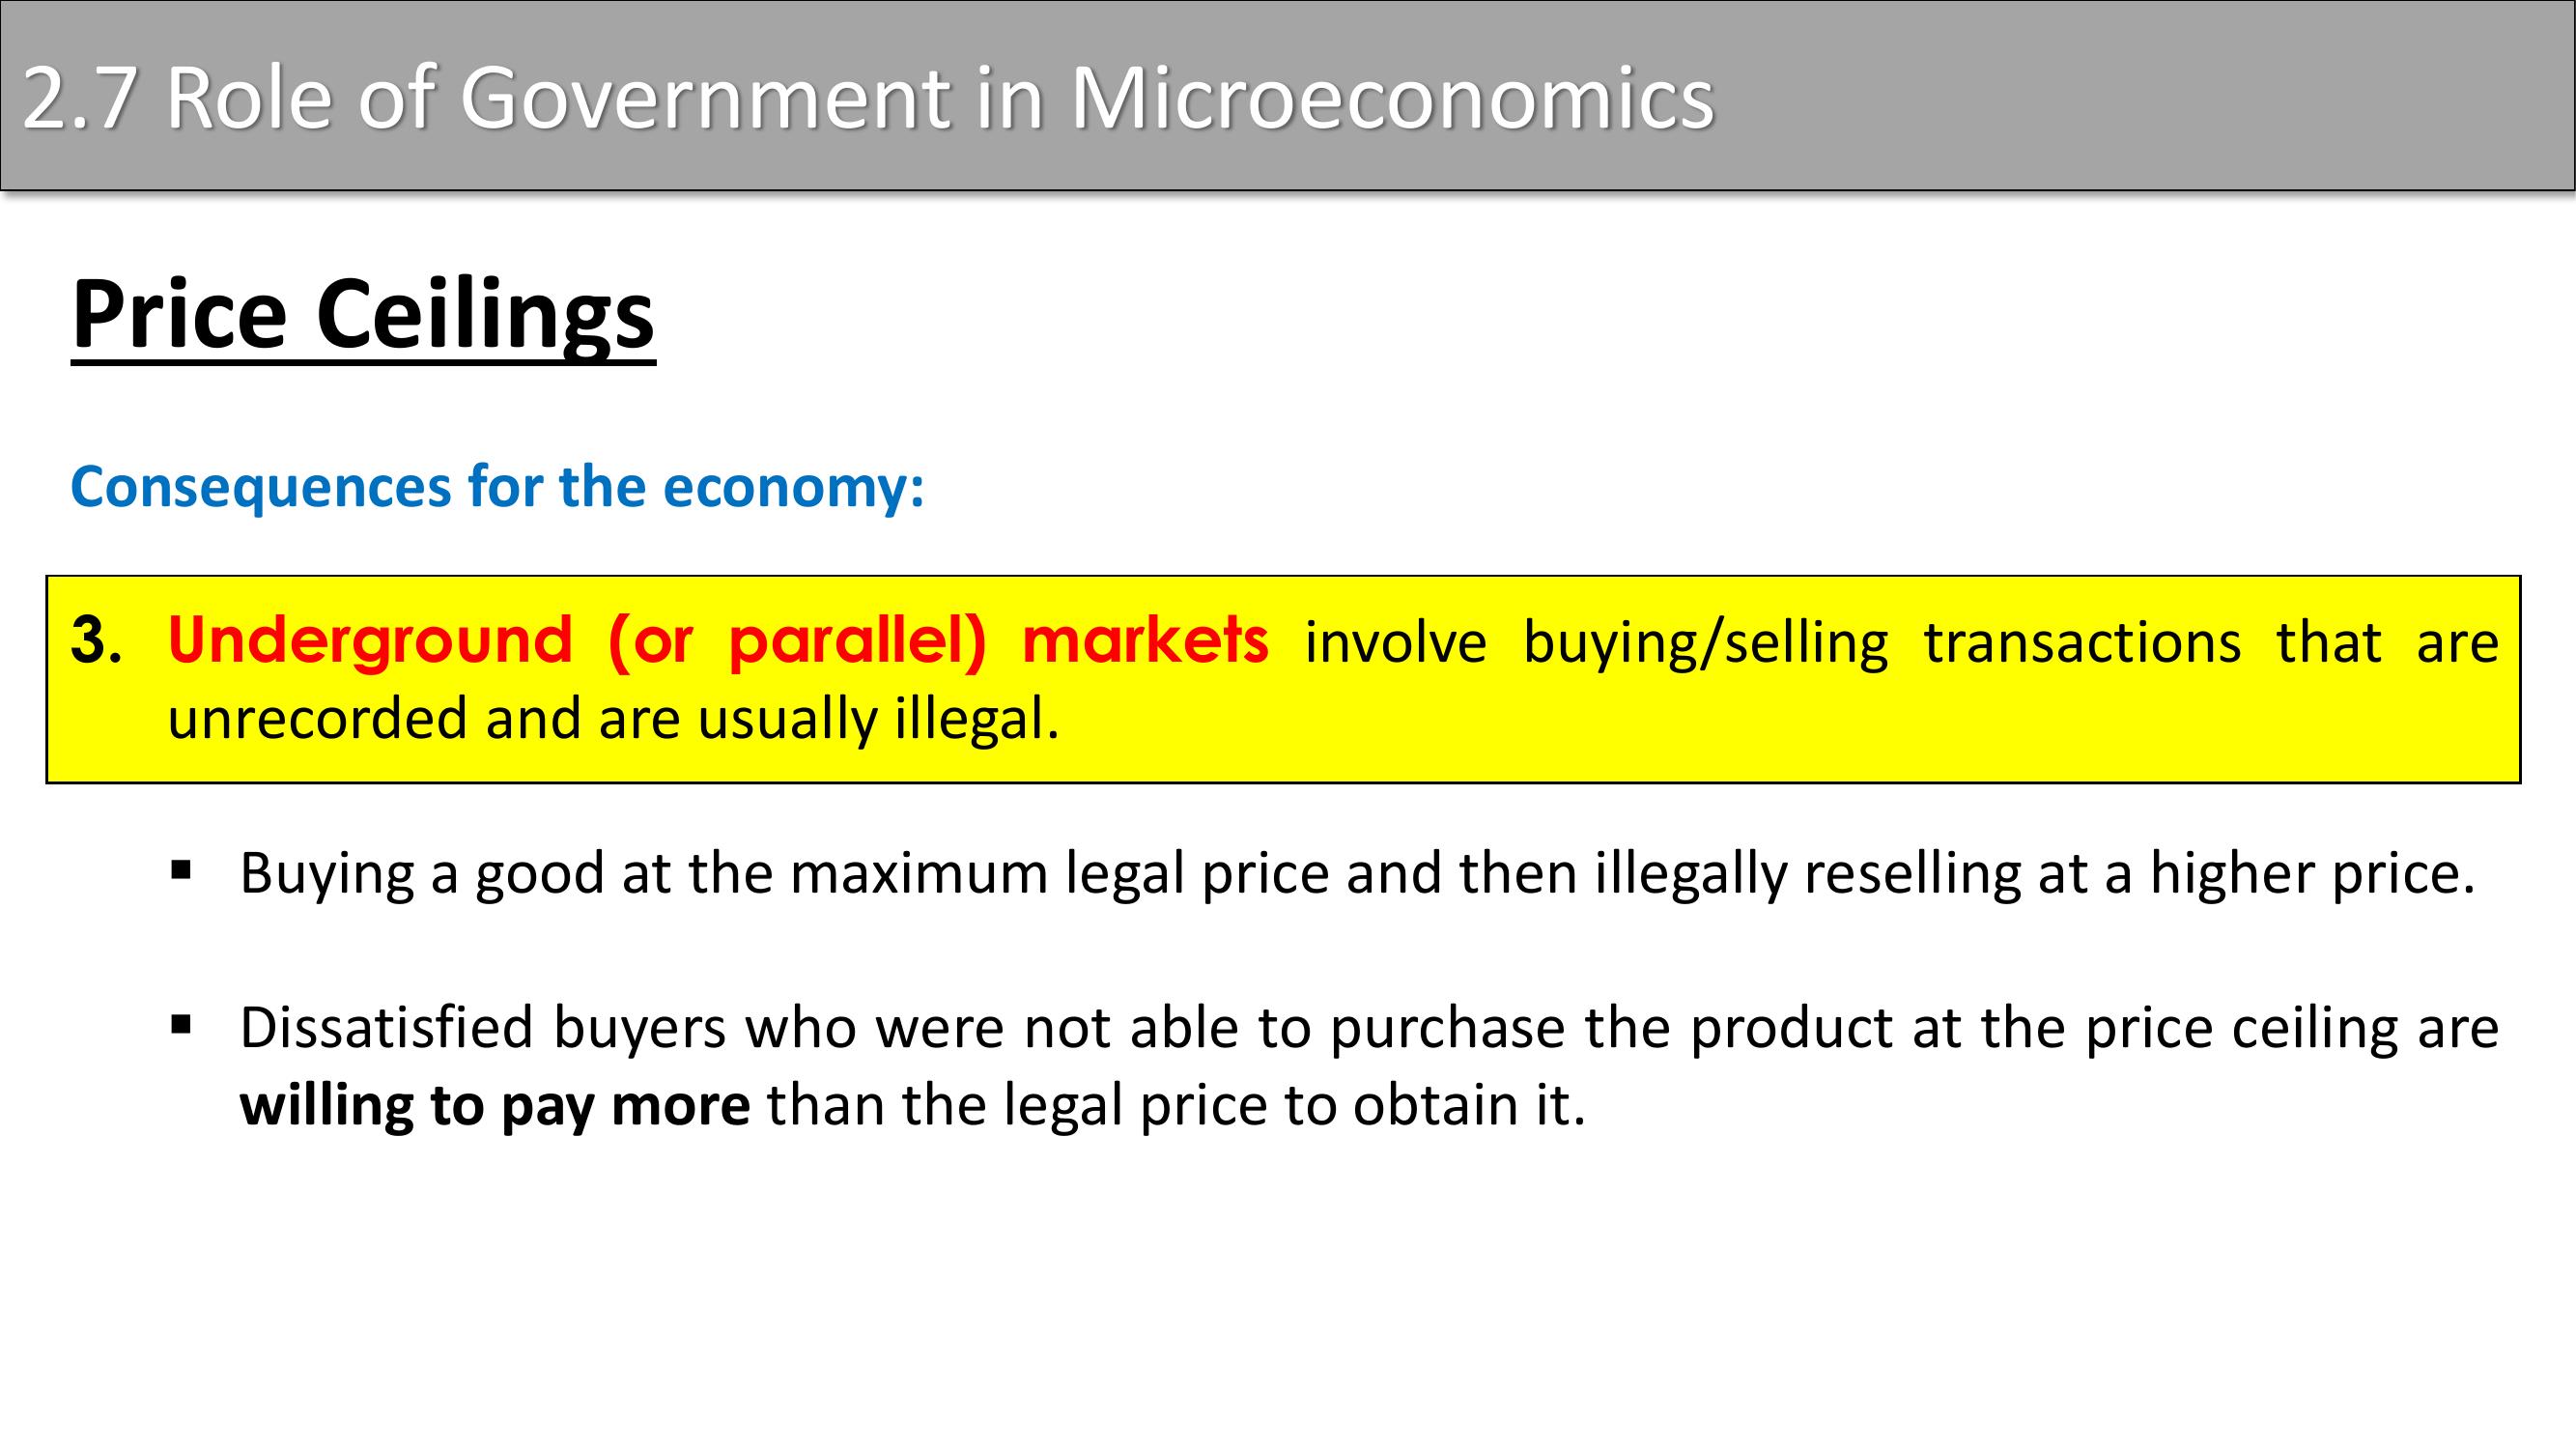 2.7 Role of Government in Microeconomics
Price Ceilings
Consequences for the economy:
3. Underground (or parallel) markets involve buying/selling transactions that are
unrecorded and are usually illegal.
▪ Buying a good at the maximum legal price and then illegally reselling at a higher price.
▪ Dissatisfied buyers who were not able to purchase the product at the price ceiling are
willing to pay more than the legal price to obtain it.